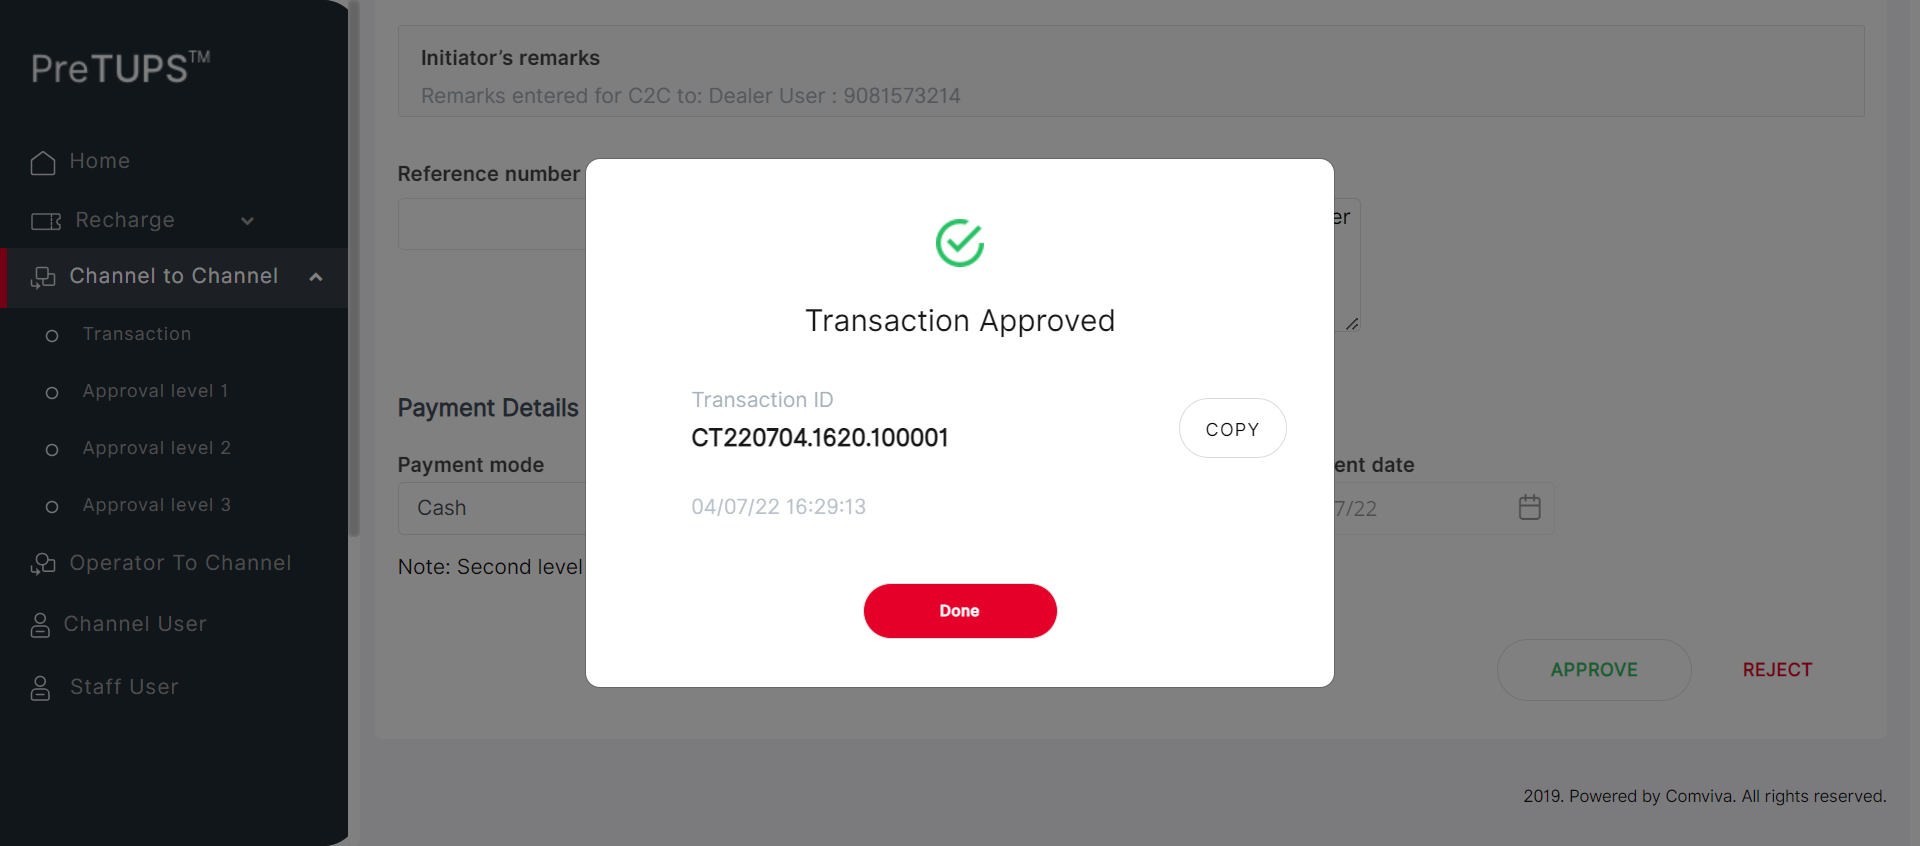 PreTUPS™
Home
Recharge
Channel to Channel
Transaction
Approval level 1
Approval level 2
Approval level 3
Operator To Channel
Channel User
Staff User
Initiator’s remarks
Remarks entered for C2C to: Dealer User : 9081573214
Reference number
er
Transaction Approved
Transaction ID
CT220704.1620.100001
COPY
04/07/22 16:29:13
Done
Payment Details
Payment mode
ent date
Cash
7/22
Note: Second level
APPROVE
REJECT
2019. Powered by Comviva. All rights reserved.